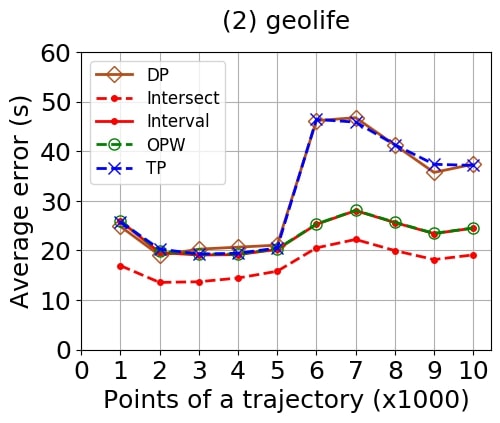 (2) geolife
Average error (s)
60
50
40
30
20
10
0
DP
Intersect
Interval
OPW
TP
0 1 2 3 4 5 6 7 8 9 10
Points of a trajectory (x1000)